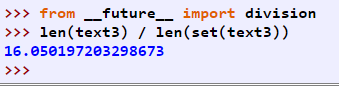 >>> from __future__ import division
>>> len(text3) / len(set(text3))
16.050197203298673
>>>